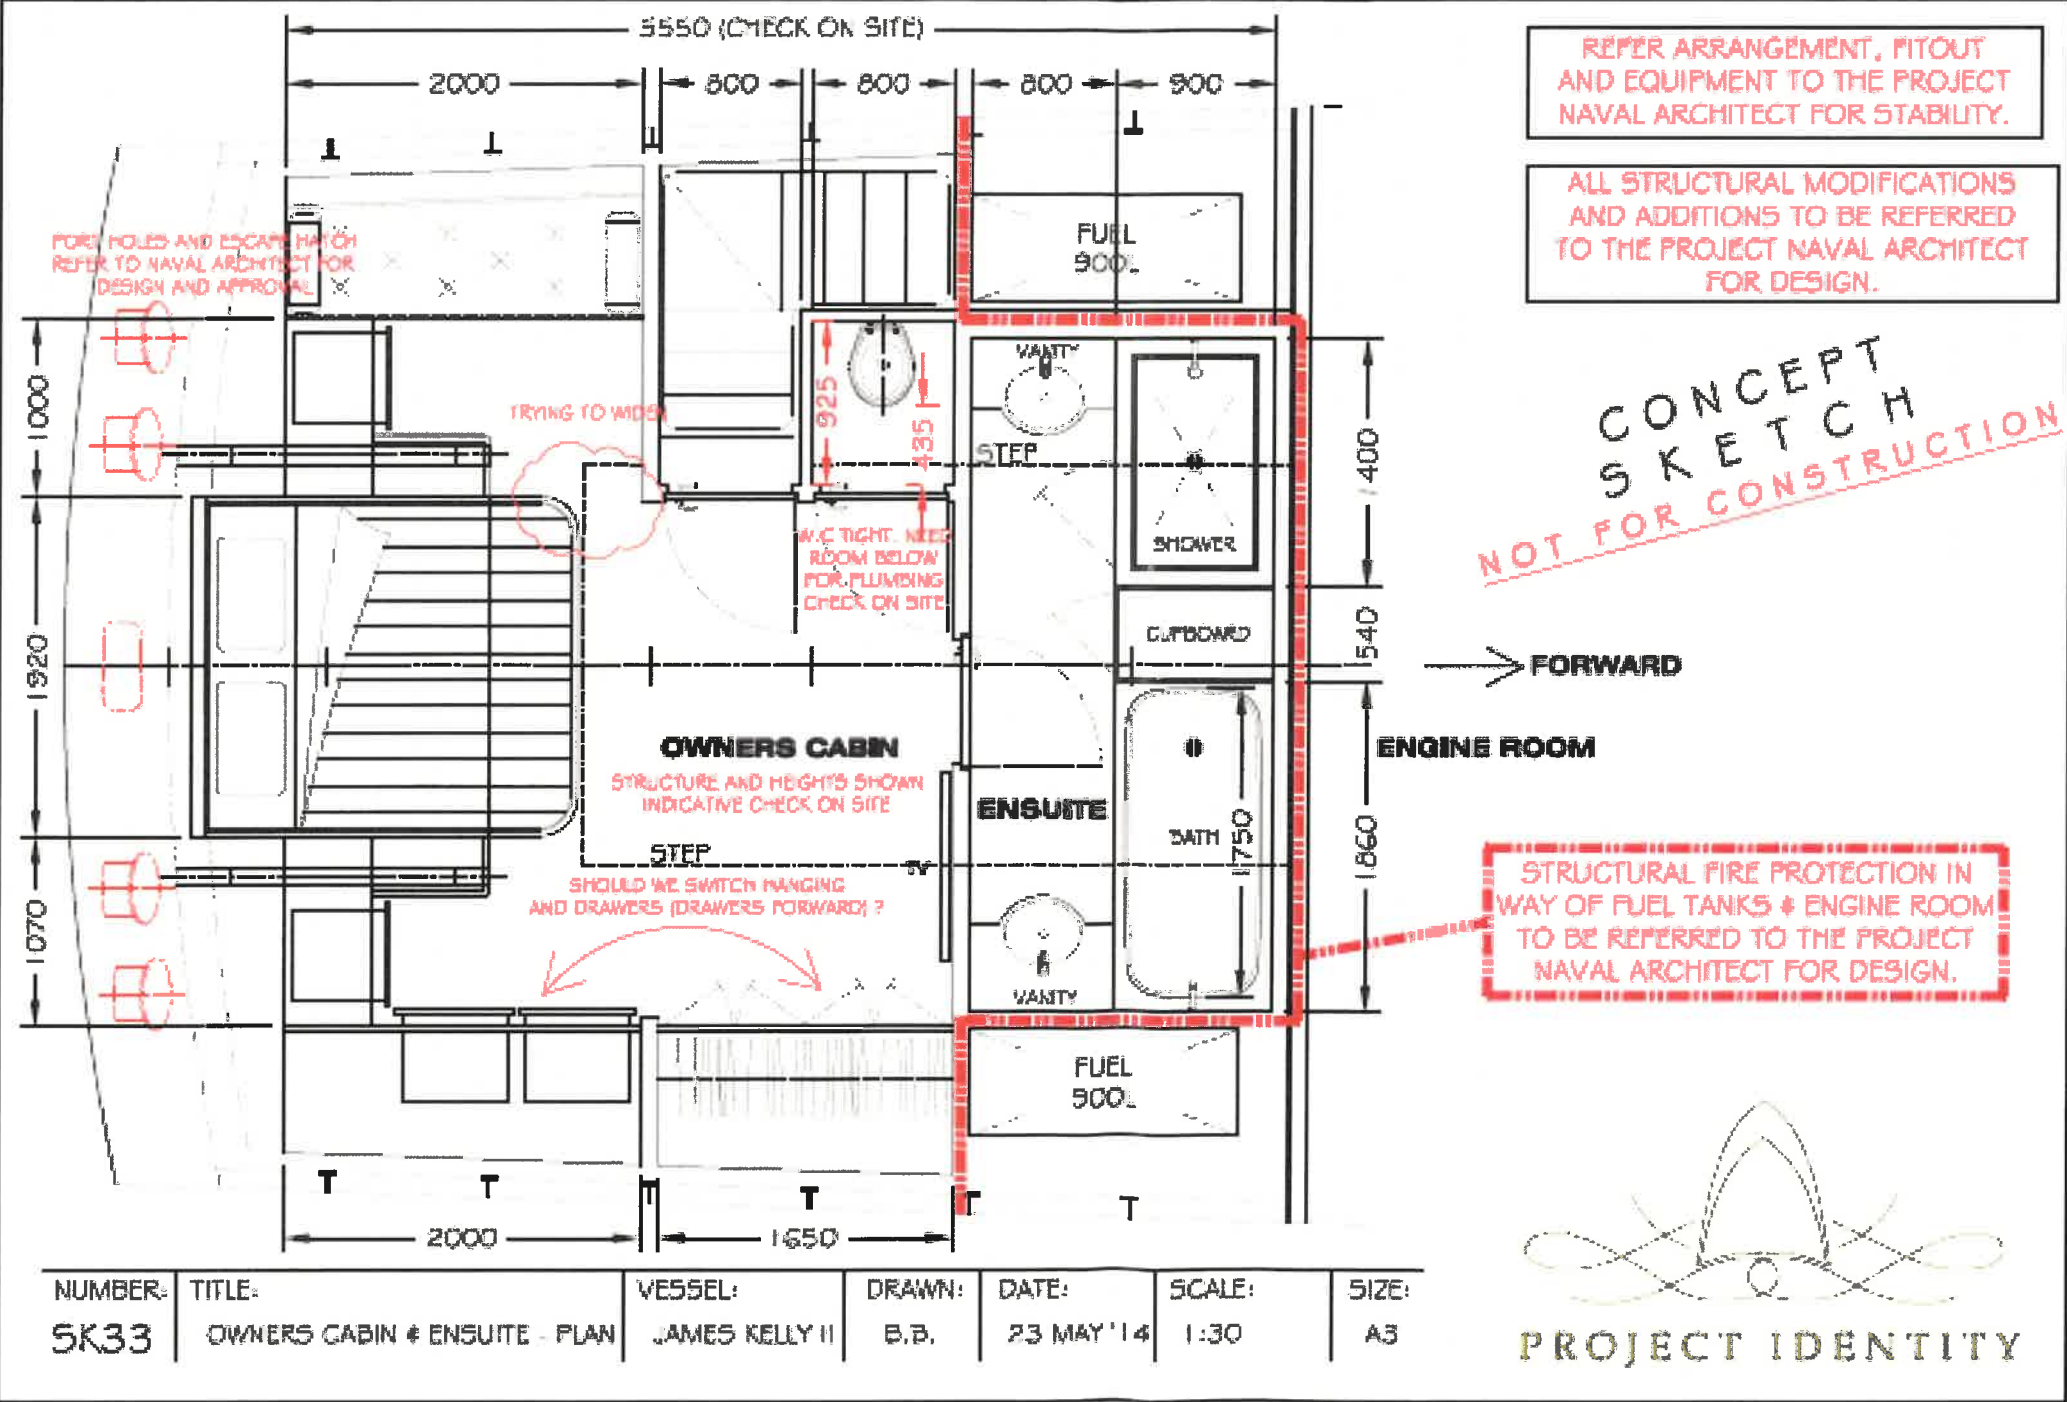 5550 (CHECK ON SITE)
2000
800
800
800
900
REFER ARRANGEMENT, FITOUT
AND EQUIPMENT TO THE PROJECT
NAVAL ARCHITECT FOR STABILITY.
ALL STRUCTURAL MODIFICATIONS
AND ADDITIONS TO BE REFERRED
TO THE PROJECT NAVAL ARCHITECT
FOR DESIGN.
PORT HOLES AND ESCAPE HATCH
REFER TO NAVAL ARCHITECT FOR
DESIGN AND APPROVAL
FUEL
900L
CONCEPT
SKETCH
NOT FOR CONSTRUCTION
1000
1920
1070
TRYING TO WIDEN
925
435
VANITY
STEP
SHOWER
1400
W.C TIGHT. NEED
ROOM BELOW
FOR PLUMBING
CHECK ON SITE
CUPBOARD
540
FORWARD
OWNERS CABIN
STRUCTURE AND HEIGHTS SHOWN
INDICATIVE CHECK ON SITE
ENGINE ROOM
ENSUITE
BATH
1750
1860
STEP
TV
SHOULD WE SWITCH HANGING
AND DRAWERS (DRAWERS FORWARD) ?
STRUCTURAL FIRE PROTECTION IN
WAY OF FUEL TANKS & ENGINE ROOM
TO BE REFERRED TO THE PROJECT
NAVAL ARCHITECT FOR DESIGN.
VANITY
FUEL
900L
2000
1650
NUMBER:
SK33
TITLE:
OWNERS CABIN & ENSUITE - PLAN
VESSEL:
JAMES KELLY II
DRAWN:
B.B.
DATE:
23 MAY '14
SCALE:
1:30
SIZE:
A3
PROJECT IDENTITY